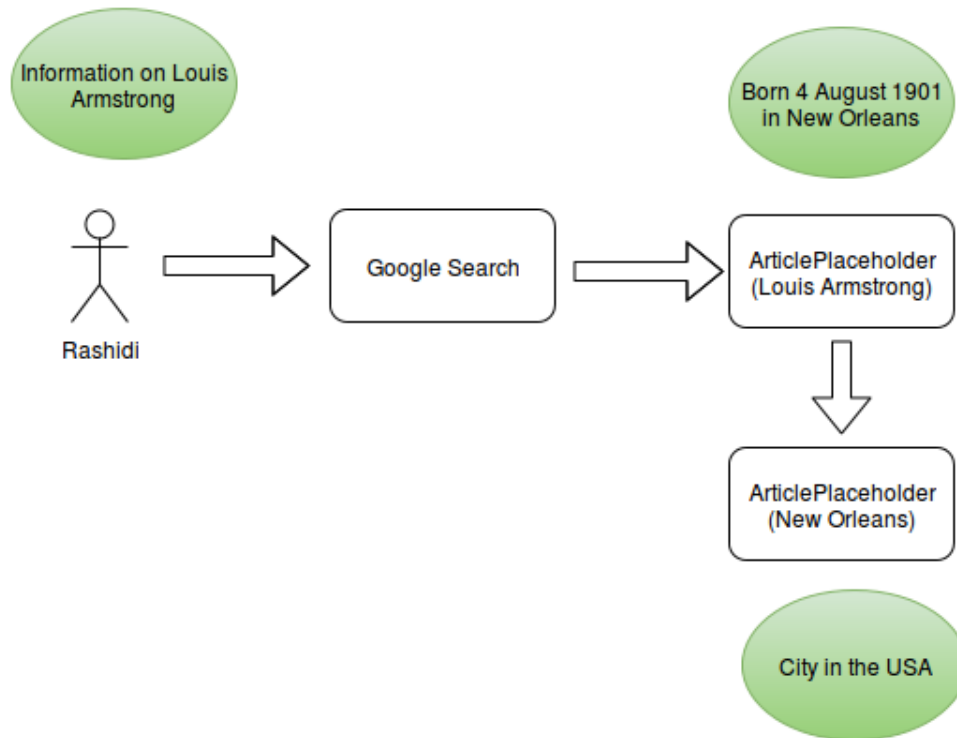 Information on Louis
Armstrong
Born 4 August 1901
in New Orleans
Rashidi
Google Search
ArticlePlaceholder
(Louis Armstrong)
ArticlePlaceholder
(New Orleans)
City in the USA